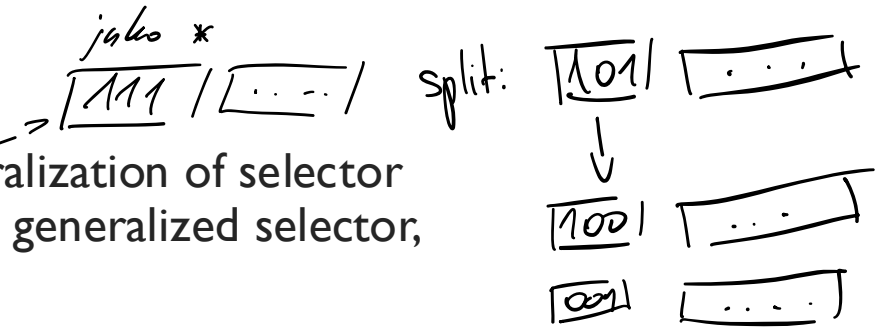 jako *
111 ....
split: 101 ...
100 ...
001 ....
ralization of selector
generalized selector,